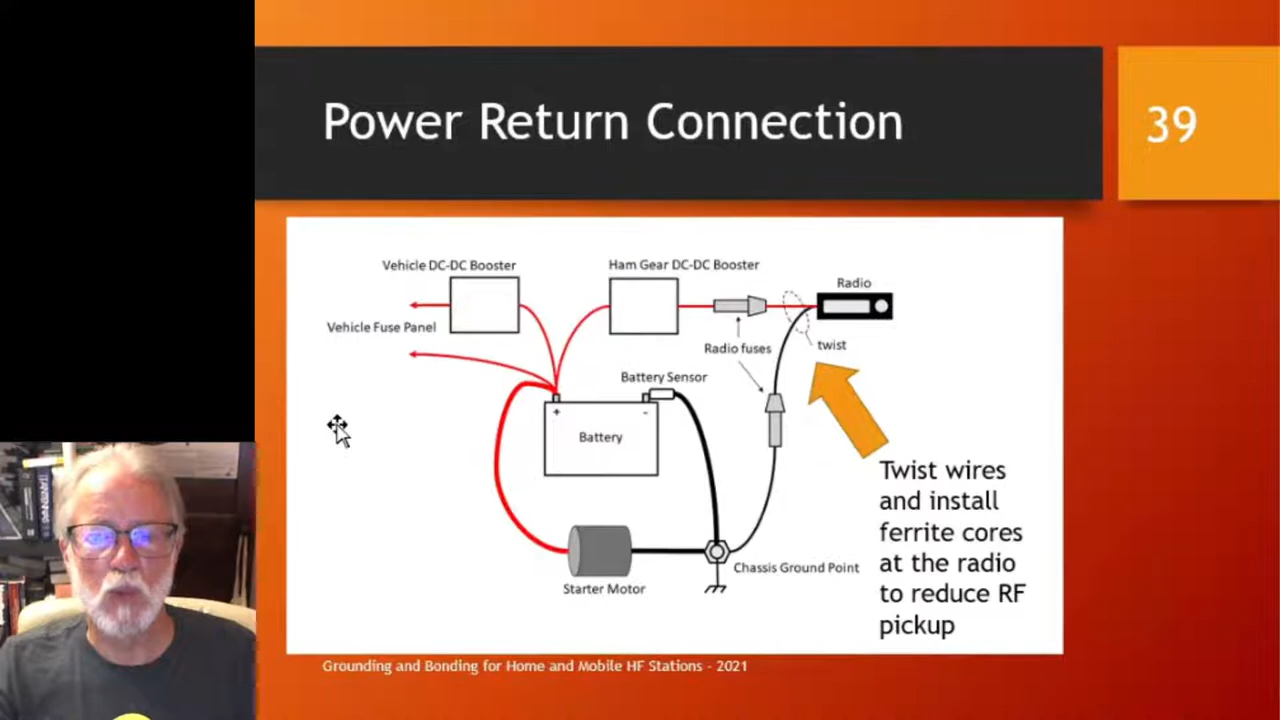 Power Return Connection
39
Vehicle DC-DC Booster
Ham Gear DC-DC Booster
Radio
Vehicle Fuse Panel
Radio fuses
twist
Battery Sensor
+
-
Battery
Twist wires
and install
ferrite cores
at the radio
to reduce RF
pickup
Chassis Ground Point
Starter Motor
Grounding and Bonding for Home and Mobile HF Stations - 2021